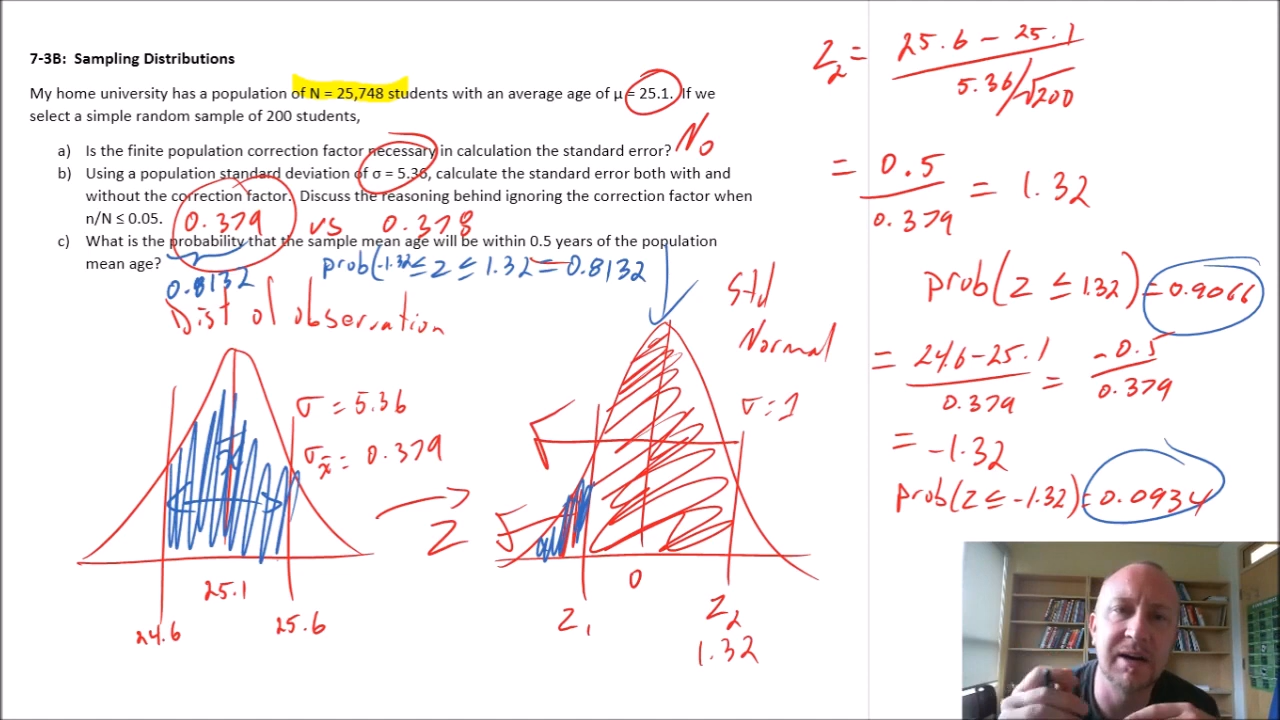 7-3B: Sampling Distributions
My home university has a population of N = 25,748 students with an average age of μ = 25.1. If we
select a simple random sample of 200 students,
a) Is the finite population correction factor necessary in calculation the standard error? No
b) Using a population standard deviation of σ = 5.36, calculate the standard error both with and
without the correction factor. Discuss the reasoning behind ignoring the correction factor when
n/N ≤ 0.05. 0.379 vs 0.378
c) What is the probability that the sample mean age will be within 0.5 years of the population
mean age? prob(-1.32 ≤ Z ≤ 1.32 = 0.8132
0.8132
Dist of observation
σ = 5.36
σx̄ = 0.379
25.1
24.6 25.6
Z
Std
Normal
σ = 1
0
Z1 Z2
1.32
Z2 = 25.6 - 25.1
5.36/√200
= 0.5 = 1.32
0.379
prob(Z ≤ 1.32) = 0.9066
= 24.6 - 25.1 = -0.5
0.379 0.379
= -1.32
prob(Z ≤ -1.32) = 0.0934